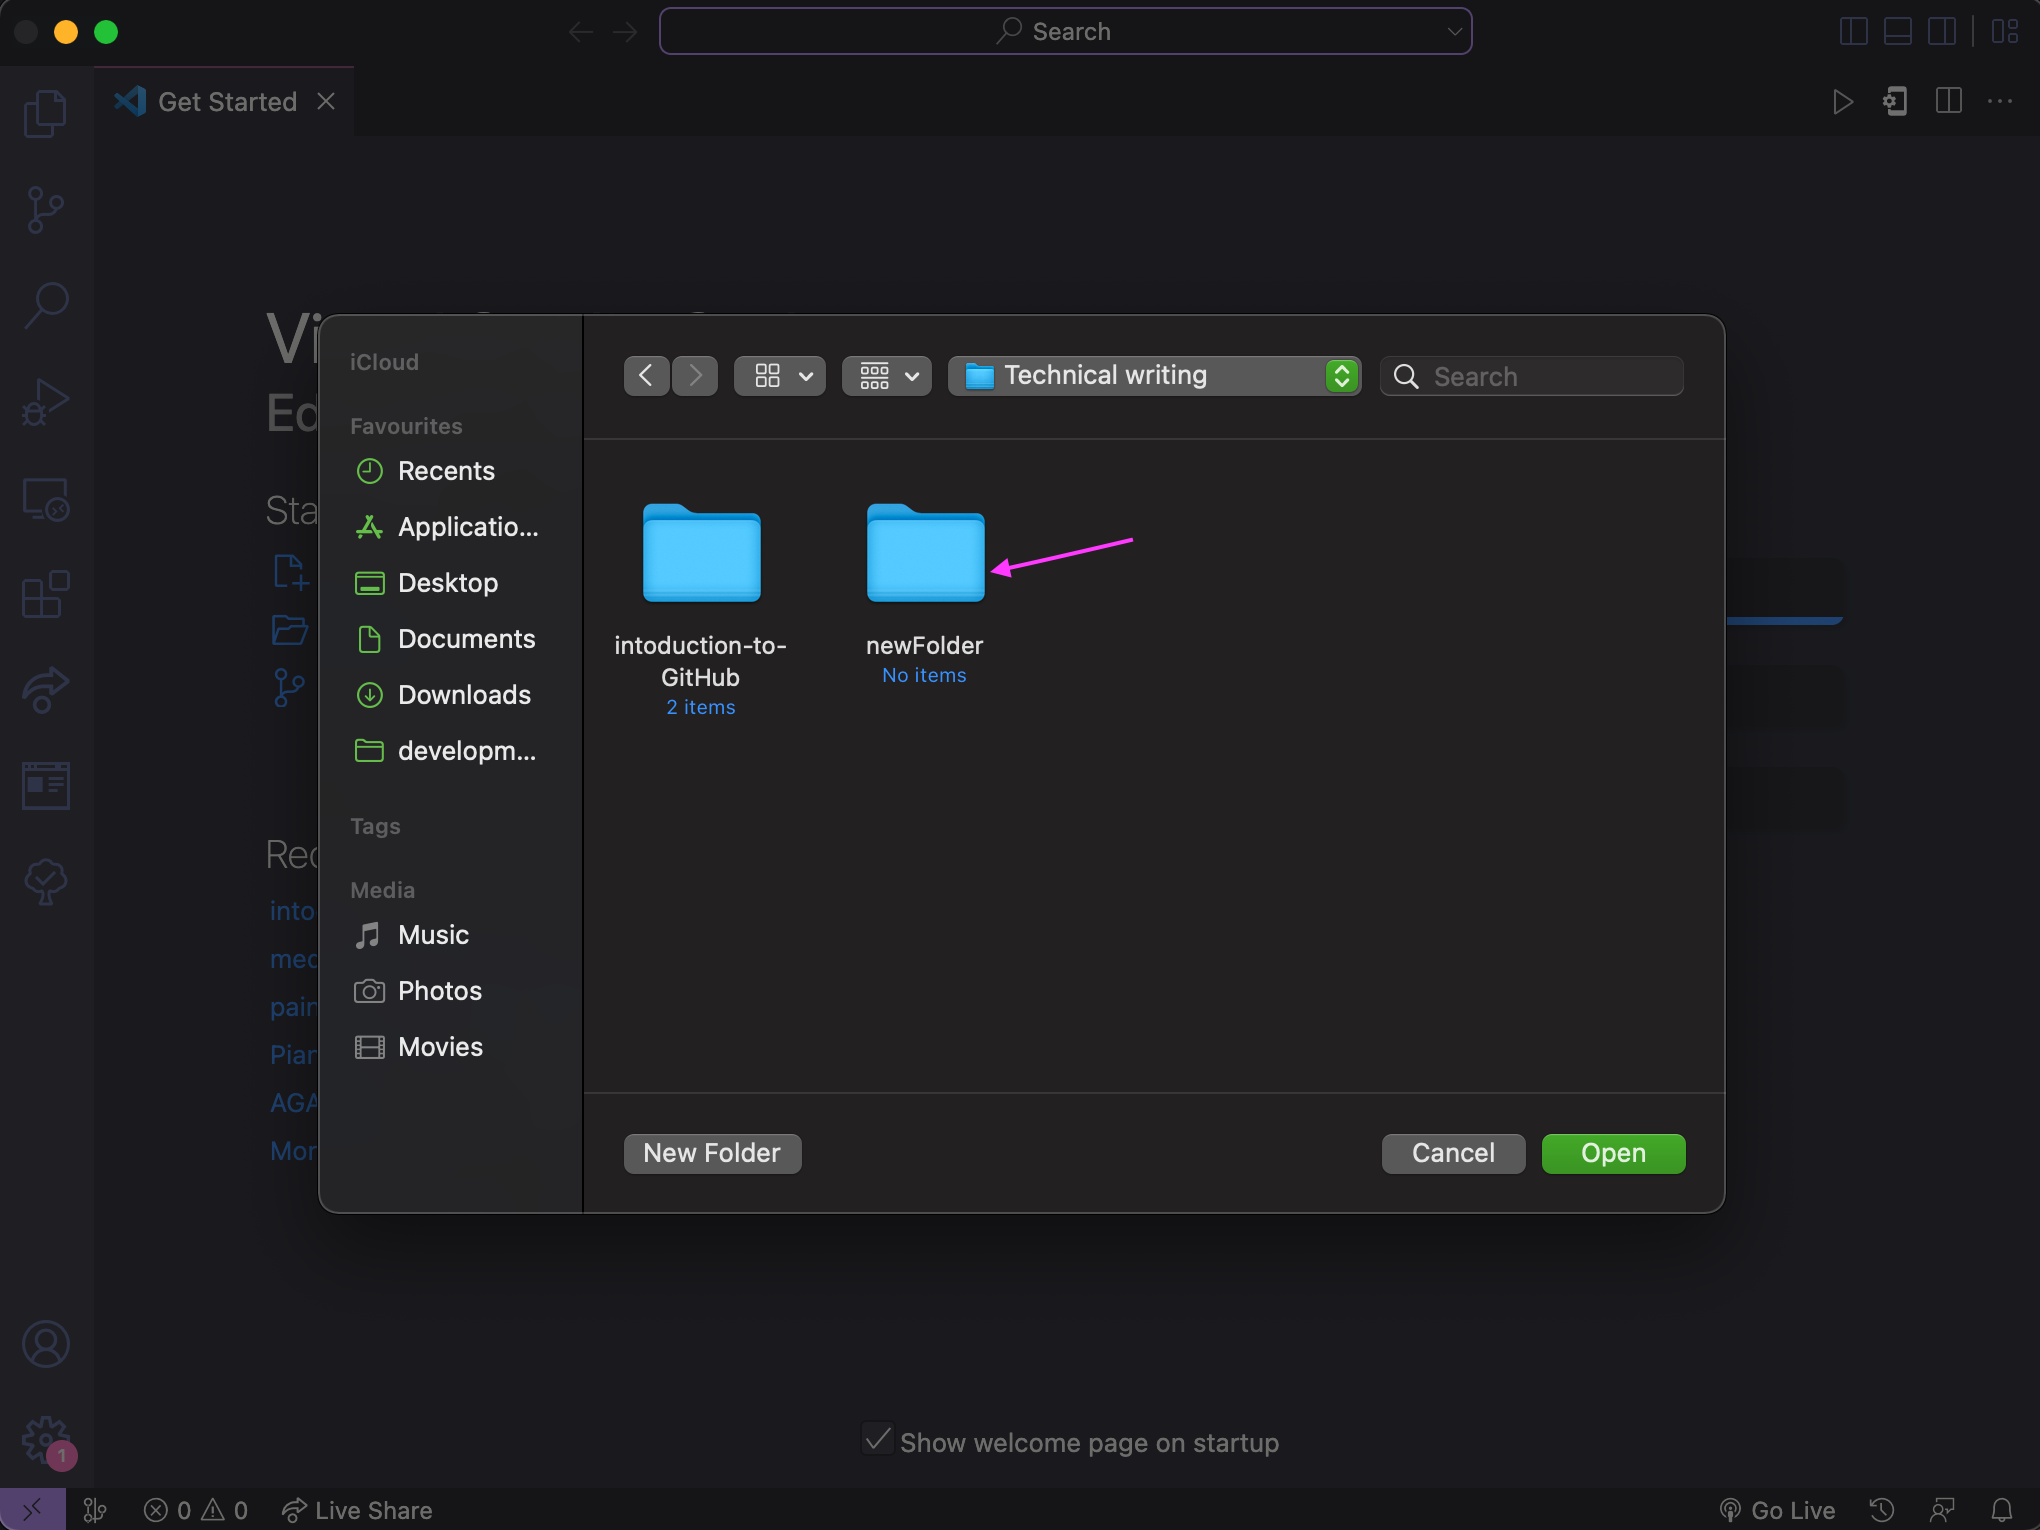 Search
Get Started
iCloud
Favourites
Recents
Applicatio...
Desktop
Documents
Downloads
developm...
Tags
Media
Music
Photos
Movies
Technical writing
Search
intoduction-to-
GitHub
2 items
newFolder
No items
New Folder
Cancel
Open
Vi
Ed
Sta
Rec
into
med
pain
Pian
AGA
Mor
Show welcome page on startup
1
0 0 Live Share
Go Live